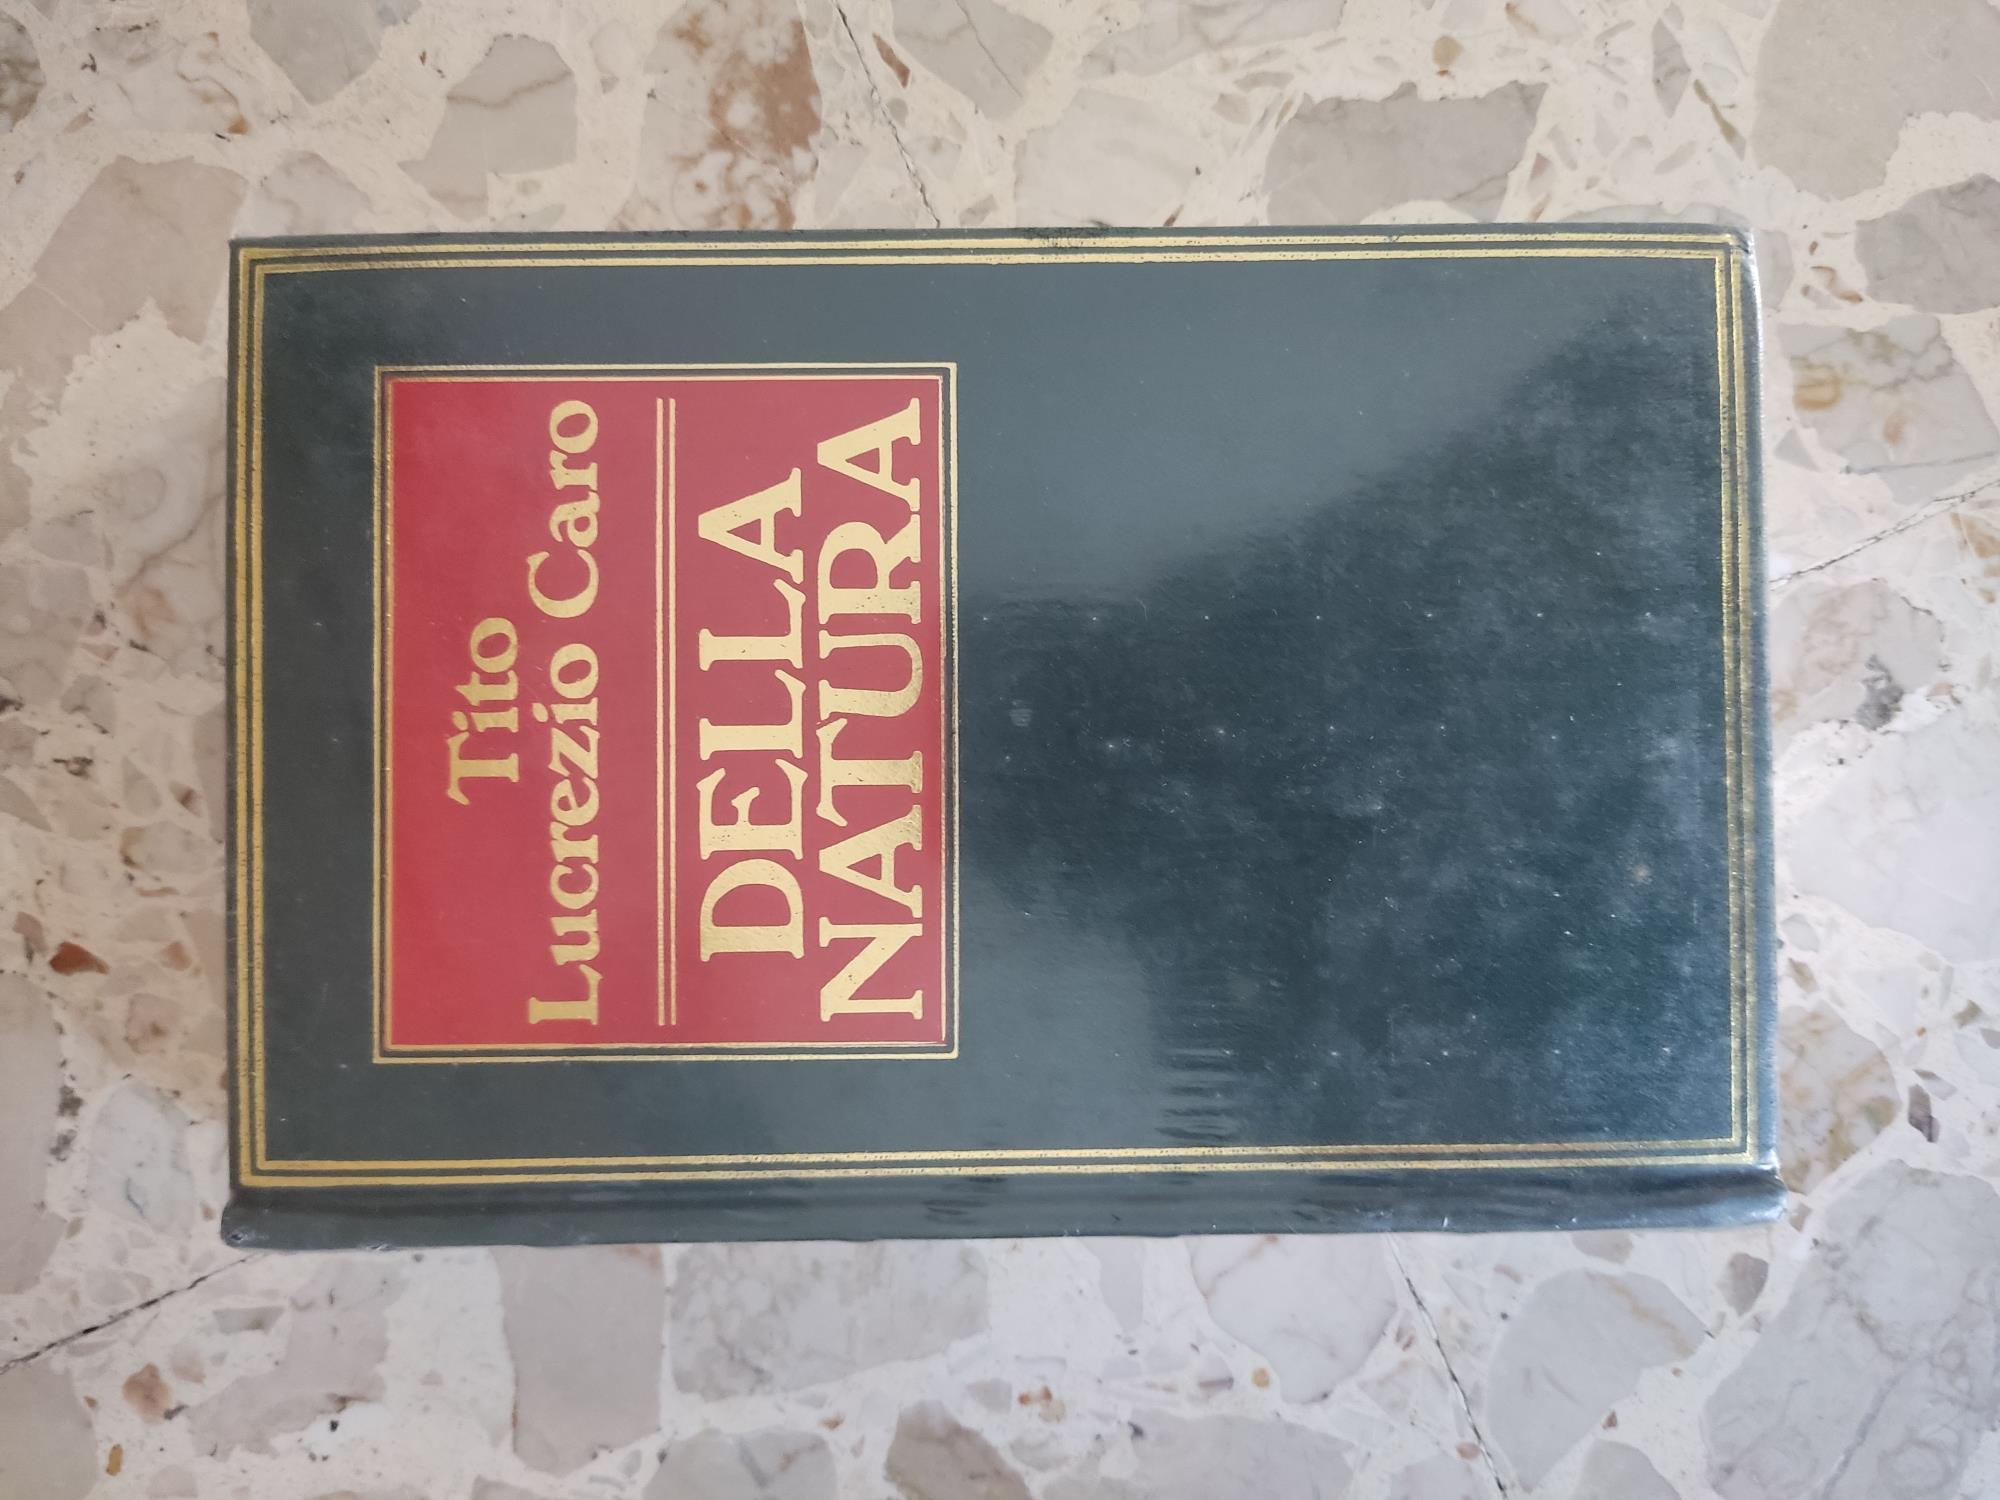 Tito
Lucrezio Caro
DELLA
NATURA